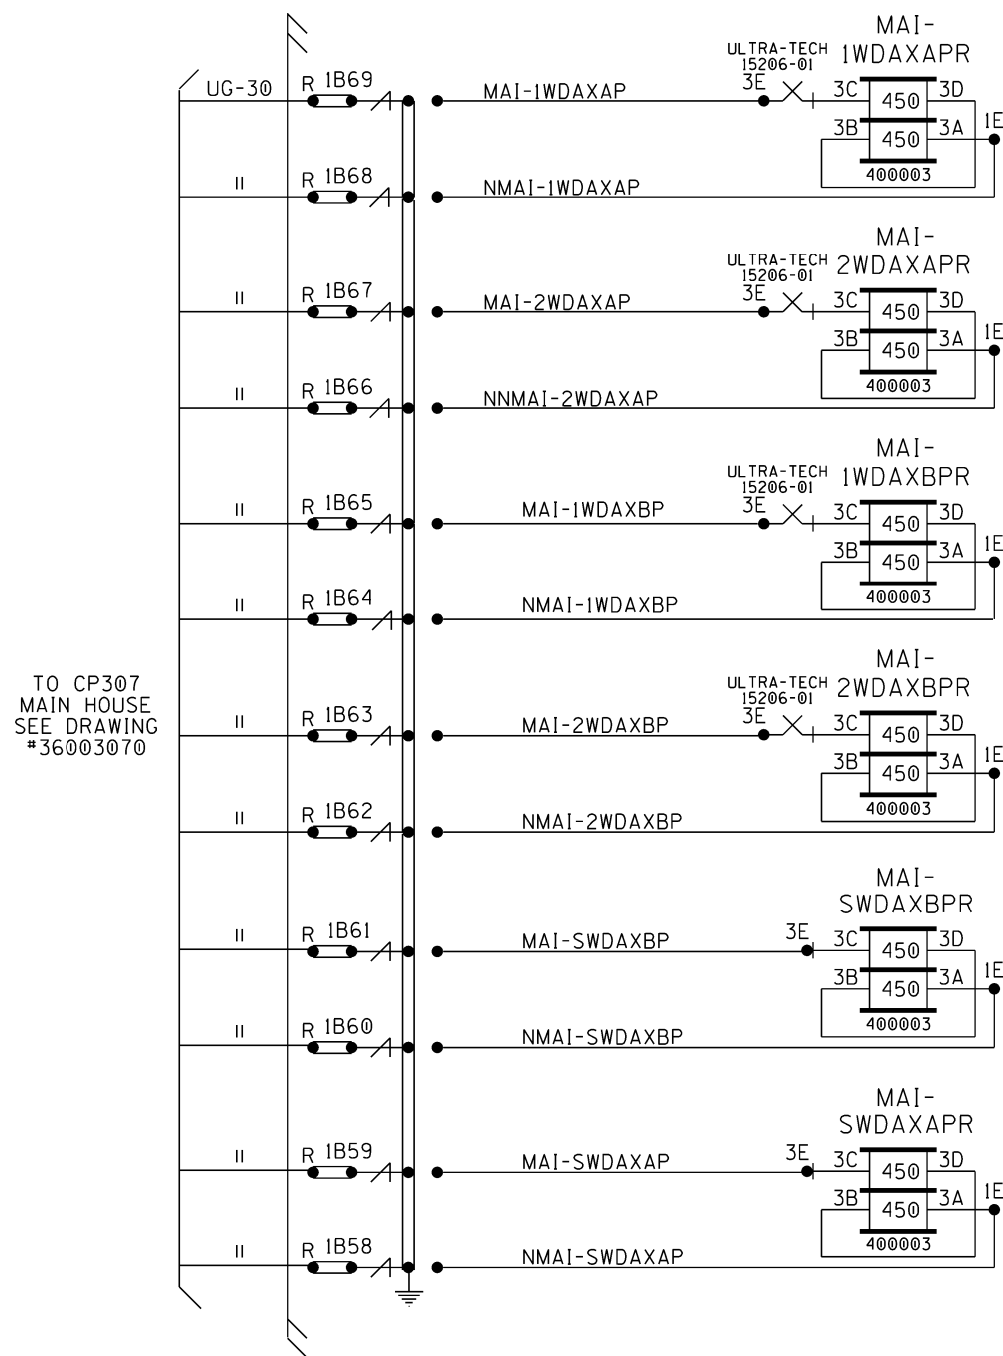 MAI-
1WDAXAPR
ULTRA-TECH
15206-01
UG-30 R 1B69 MAI-1WDAXAP 3E 3C 450 3D
3B 450 3A 1E
400003
II R 1B68 NMAI-1WDAXAP
MAI-
2WDAXAPR
ULTRA-TECH
15206-01
II R 1B67 MAI-2WDAXAP 3E 3C 450 3D
3B 450 3A 1E
400003
II R 1B66 NNMAI-2WDAXAP
MAI-
1WDAXBPR
ULTRA-TECH
15206-01
II R 1B65 MAI-1WDAXBP 3E 3C 450 3D
3B 450 3A 1E
400003
II R 1B64 NMAI-1WDAXBP
TO CP307
MAIN HOUSE
SEE DRAWING
#36003070
MAI-
2WDAXBPR
ULTRA-TECH
15206-01
II R 1B63 MAI-2WDAXBP 3E 3C 450 3D
3B 450 3A 1E
400003
II R 1B62 NMAI-2WDAXBP
MAI-
SWDAXBPR
II R 1B61 MAI-SWDAXBP 3E 3C 450 3D
3B 450 3A 1E
400003
II R 1B60 NMAI-SWDAXBP
MAI-
SWDAXAPR
II R 1B59 MAI-SWDAXAP 3E 3C 450 3D
3B 450 3A 1E
400003
II R 1B58 NMAI-SWDAXAP